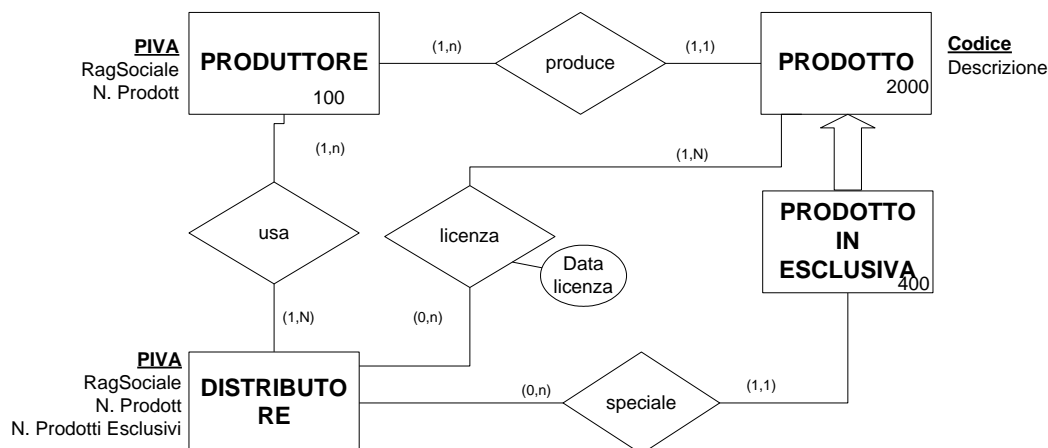 PIVA
RagSociale
N. Prodott
PRODUTTORE
100
(1,n)
produce
(1,1)
PRODOTTO
2000
Codice
Descrizione
(1,n)
(1,N)
usa
licenza
Data
licenza
PRODOTTO
IN
ESCLUSIVA
400
(1,N)
(0,n)
PIVA
RagSociale
N. Prodott
N. Prodotti Esclusivi
DISTRIBUTO
RE
(0,n)
speciale
(1,1)